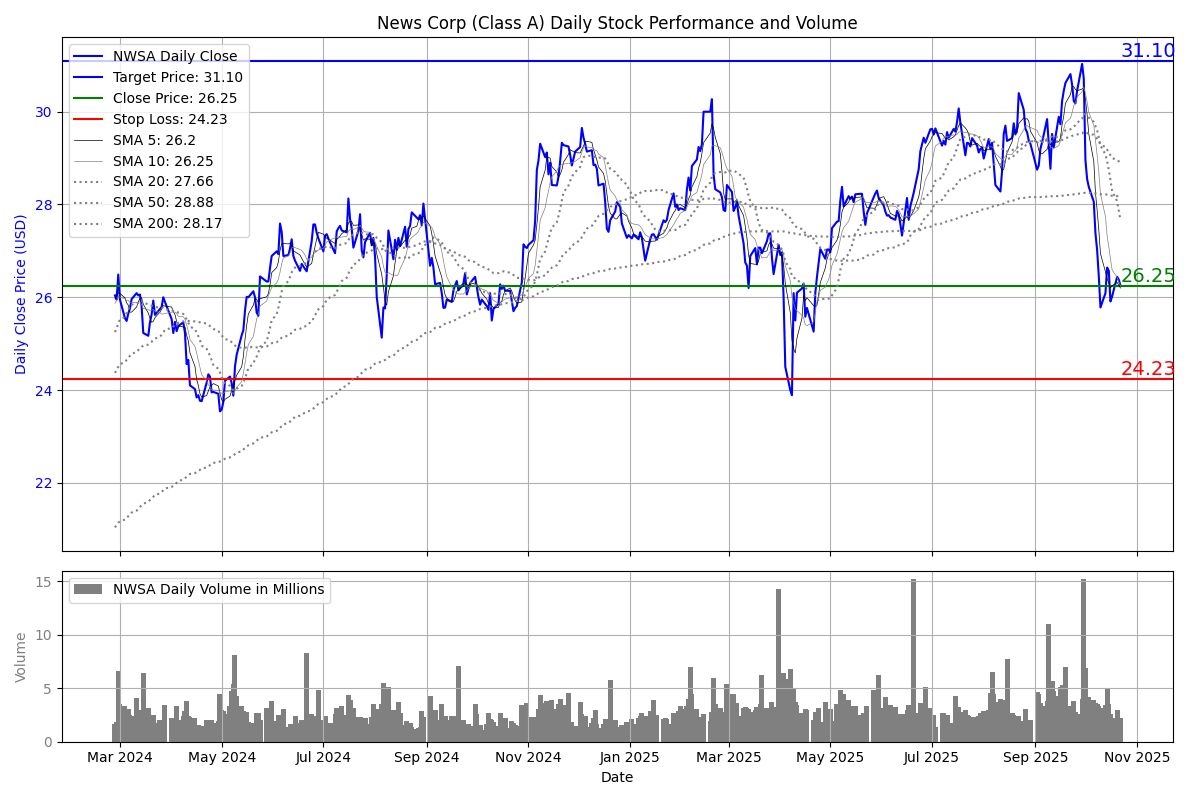 News Corp (Class A) Daily Stock Performance and Volume
NWSA Daily Close
Target Price: 31.10
Close Price: 26.25
Stop Loss: 24.23
SMA 5: 26.2
SMA 10: 26.25
SMA 20: 27.66
SMA 50: 28.88
SMA 200: 28.17
31.10
26.25
24.23
Daily Close Price (USD)
30
28
26
24
22
NWSA Daily Volume in Millions
Volume
15
10
5
0
Mar 2024 May 2024 Jul 2024 Sep 2024 Nov 2024 Jan 2025 Mar 2025 May 2025 Jul 2025 Sep 2025 Nov 2025
Date